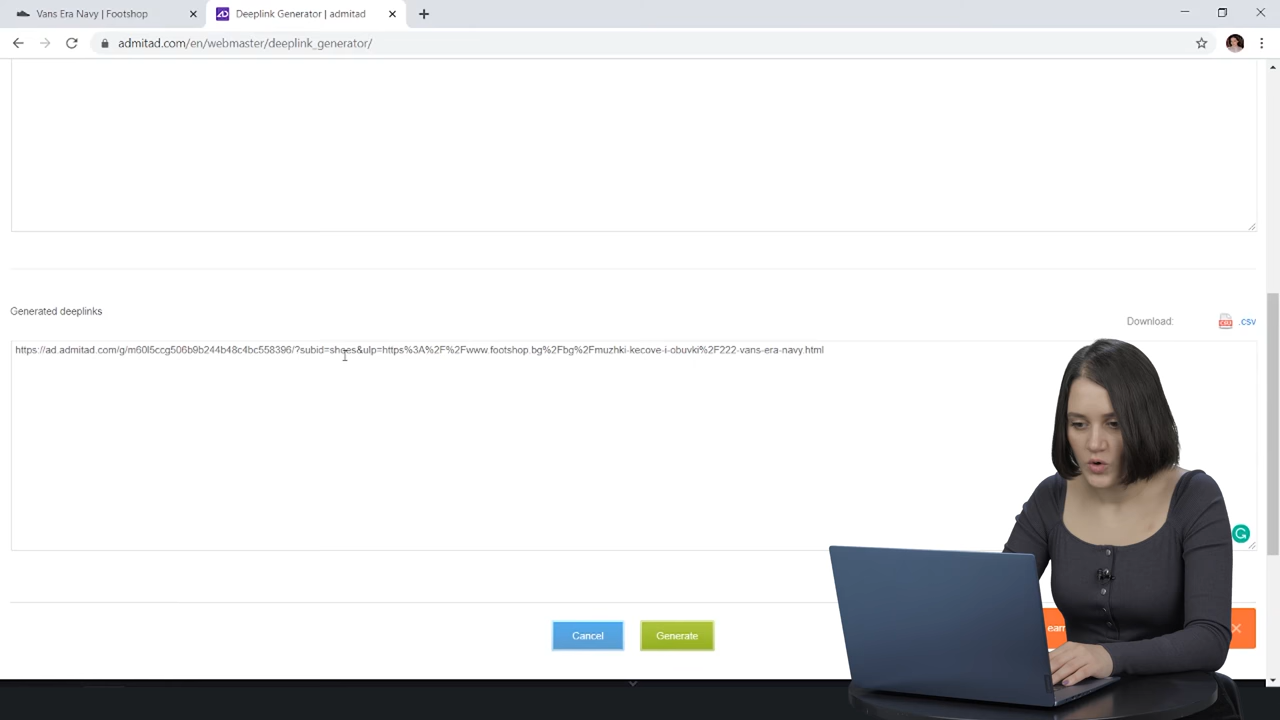 Vans Era Navy | Footshop
Deeplink Generator | admitad
admitad.com/en/webmaster/deeplink_generator/
Generated deeplinks
Download:
.csv
https://ad.admitad.com/g/m60l5ccg506b9b244b48c4bc558396/?subid=shoes&ulp=https%3A%2F%2Fwww.footshop.bg%2Fbg%2Fmuzhki-kecove-i-obuvki%2F222-vans-era-navy.html
Cancel
Generate